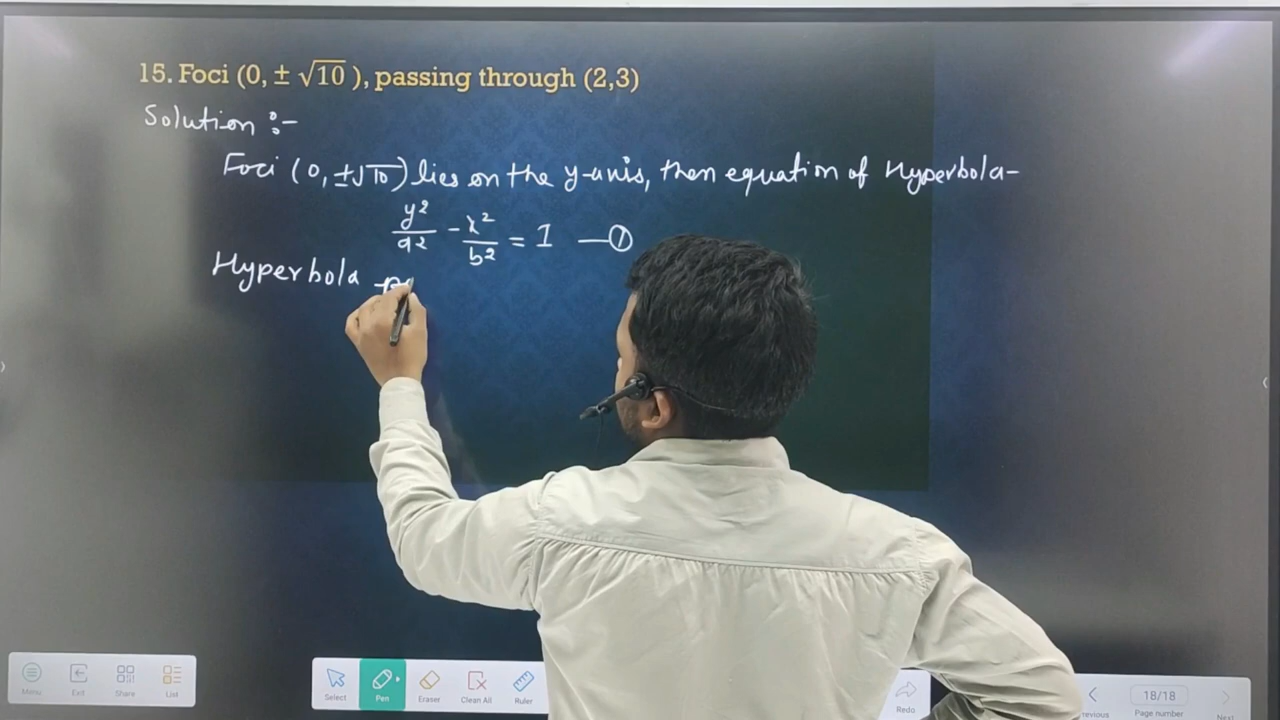 15. Foci (0, ± √10 ), passing through (2,3)
Solution :-
Foci (0, ±√10) lies on the y-axis, then equation of Hyperbola-
y²/a² - x²/b² = 1 —①
Hyperbola
Menu
Exit
Share
List
Select
Pen
Eraser
Clean All
Ruler
Redo
revious
18/18
Page number
Next